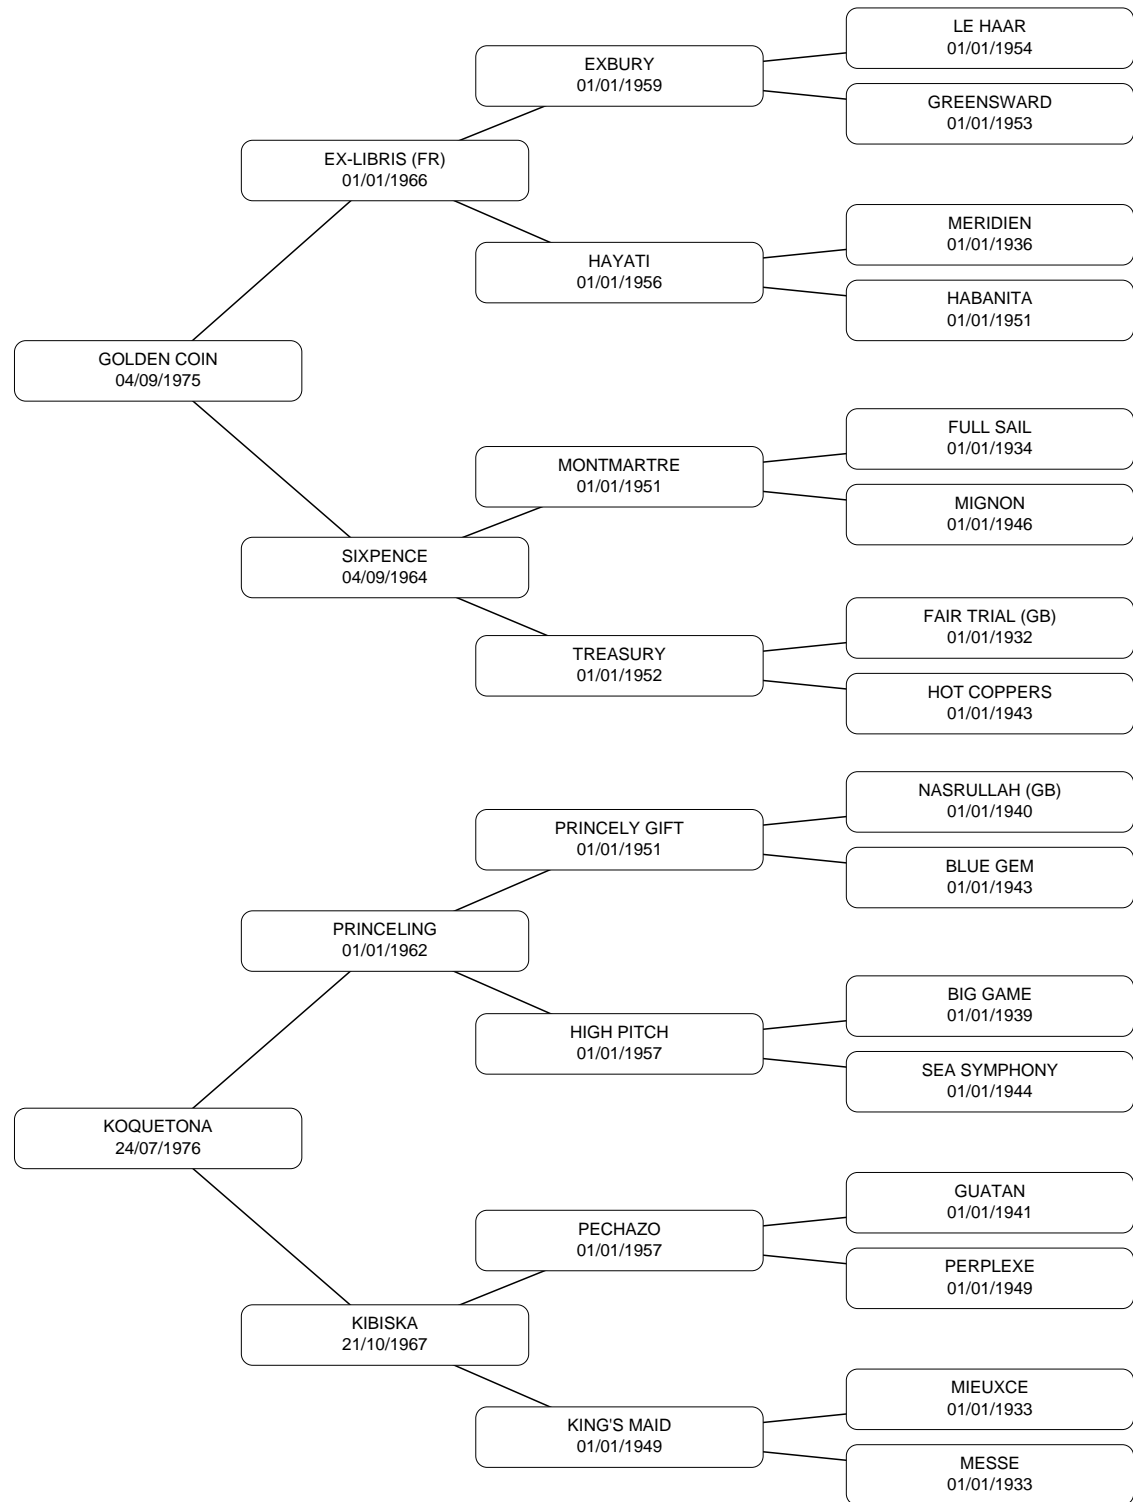 LE HAAR
01/01/1954
EXBURY
01/01/1959
GREENSWARD
01/01/1953
EX-LIBRIS (FR)
01/01/1966
MERIDIEN
01/01/1936
HAYATI
01/01/1956
HABANITA
01/01/1951
GOLDEN COIN
04/09/1975
FULL SAIL
01/01/1934
MONTMARTRE
01/01/1951
MIGNON
01/01/1946
SIXPENCE
04/09/1964
FAIR TRIAL (GB)
01/01/1932
TREASURY
01/01/1952
HOT COPPERS
01/01/1943
NASRULLAH (GB)
01/01/1940
PRINCELY GIFT
01/01/1951
BLUE GEM
01/01/1943
PRINCELING
01/01/1962
BIG GAME
01/01/1939
HIGH PITCH
01/01/1957
SEA SYMPHONY
01/01/1944
KOQUETONA
24/07/1976
GUATAN
01/01/1941
PECHAZO
01/01/1957
PERPLEXE
01/01/1949
KIBISKA
21/10/1967
MIEUXCE
01/01/1933
KING'S MAID
01/01/1949
MESSE
01/01/1933